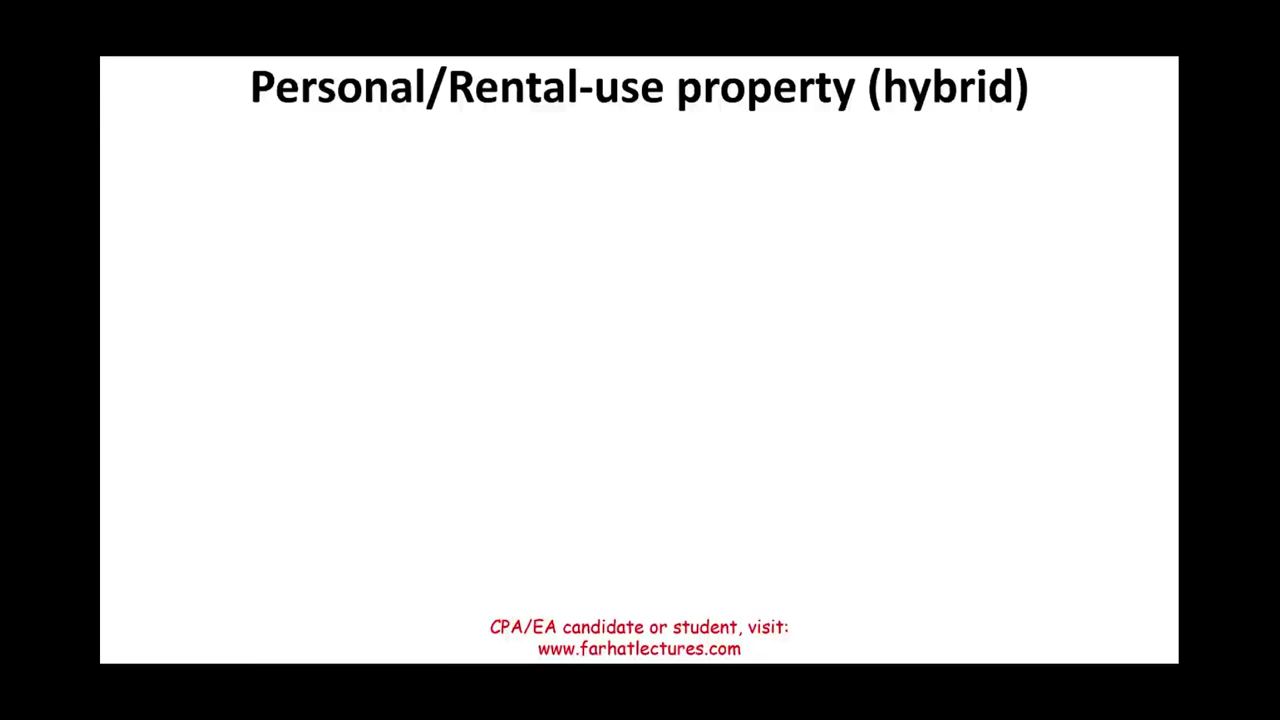 Personal/Rental-use property (hybrid)
CPA/EA candidate or student, visit:
www.farhatlectures.com